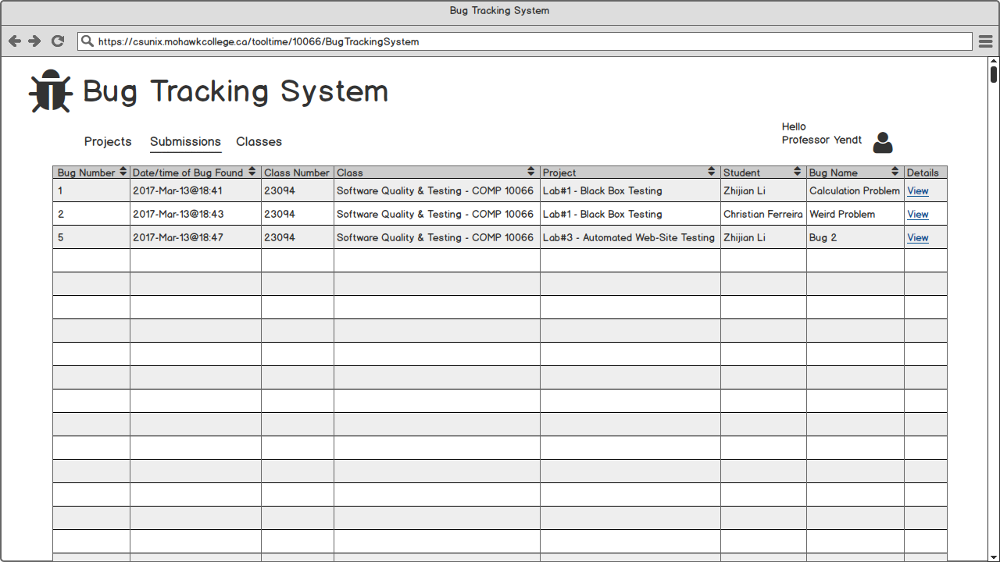 Bug Tracking System
https://csunix.mohawkcollege.ca/tooltime/10066/BugTrackingSystem
Bug Tracking System
Hello
Professor Yendt
Projects Submissions Classes
Bug Number Date/time of Bug Found Class Number Class Project Student Bug Name Details
1 2017-Mar-13@18:41 23094 Software Quality & Testing - COMP 10066 Lab#1 - Black Box Testing Zhijian Li Calculation Problem View
2 2017-Mar-13@18:43 23094 Software Quality & Testing - COMP 10066 Lab#1 - Black Box Testing Christian Ferreira Weird Problem View
5 2017-Mar-13@18:47 23094 Software Quality & Testing - COMP 10066 Lab#3 - Automated Web-Site Testing Zhijian Li Bug 2 View